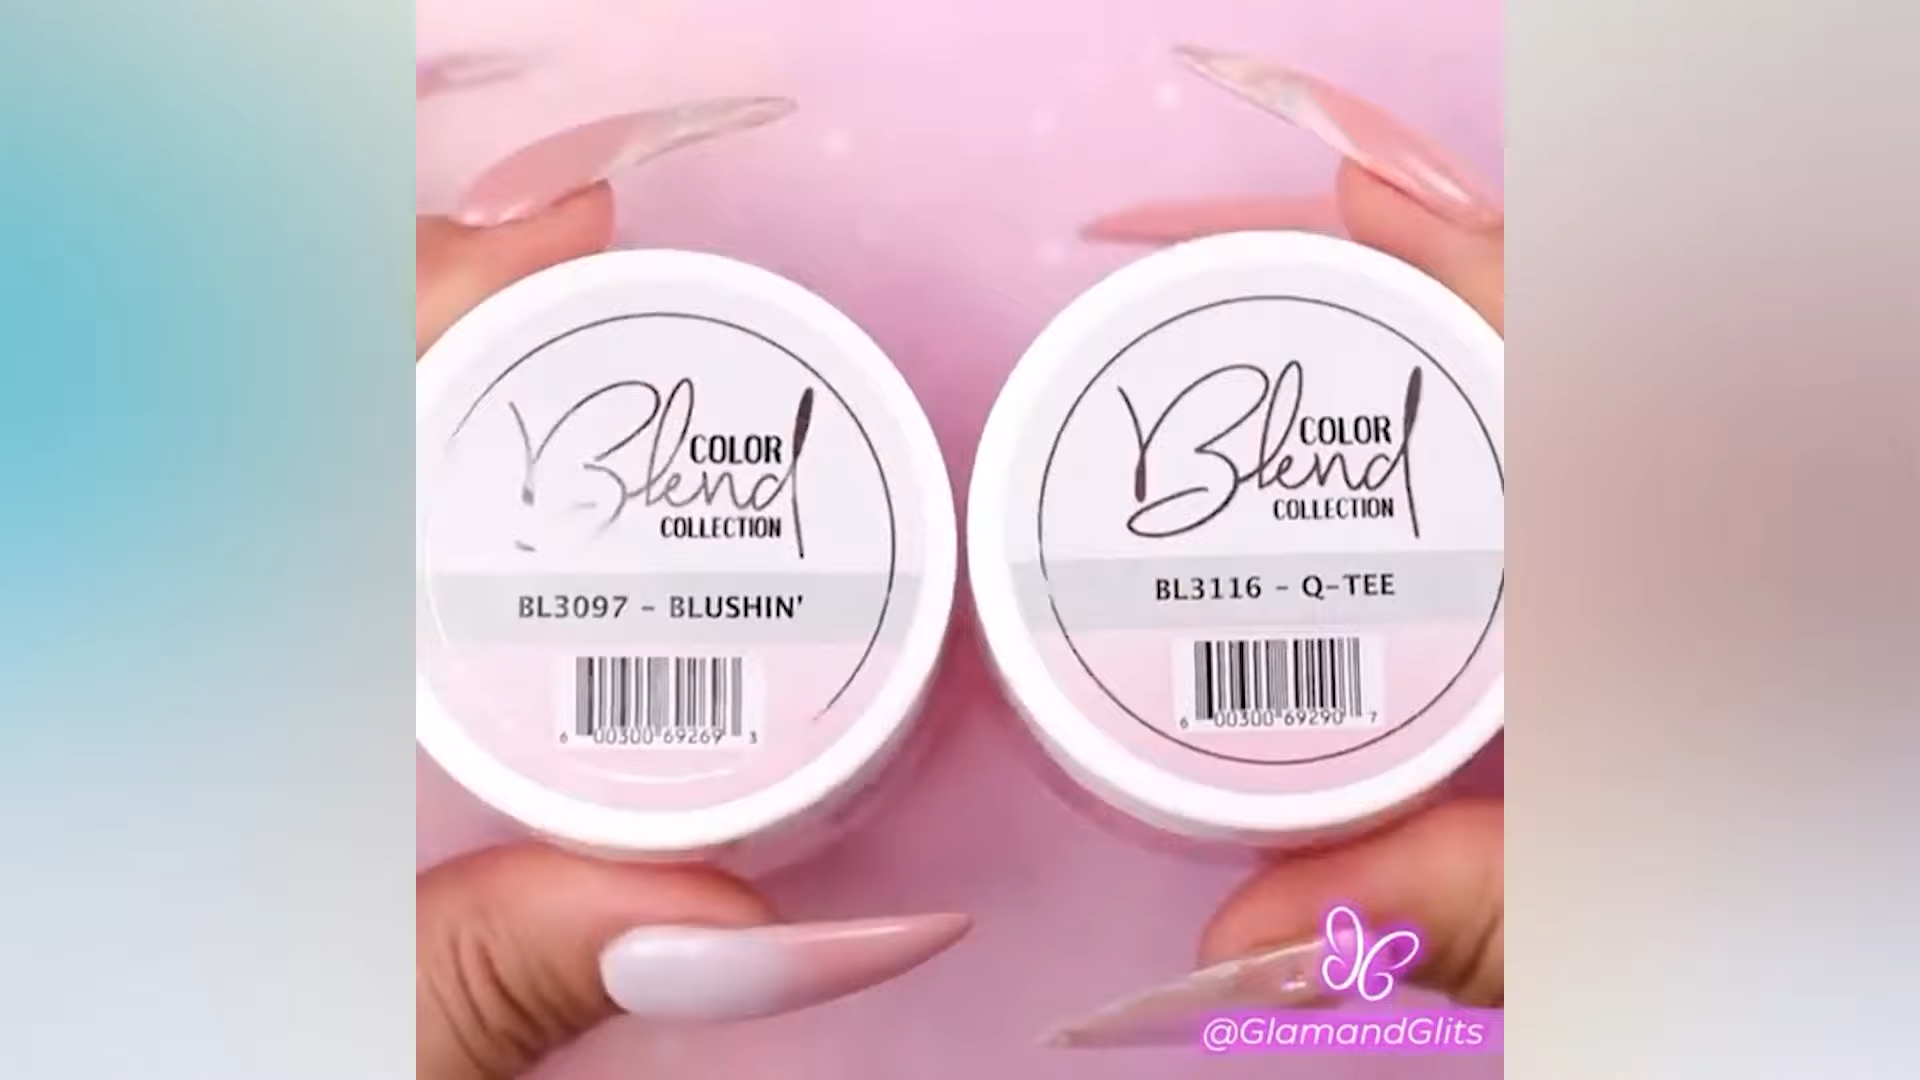 Blend
COLOR
COLLECTION
BL3097 - BLUSHIN'
6 00300 69269 3
Blend
COLOR
COLLECTION
BL3116 - Q-TEE
6 00300 69290 7
@GlamandGlits